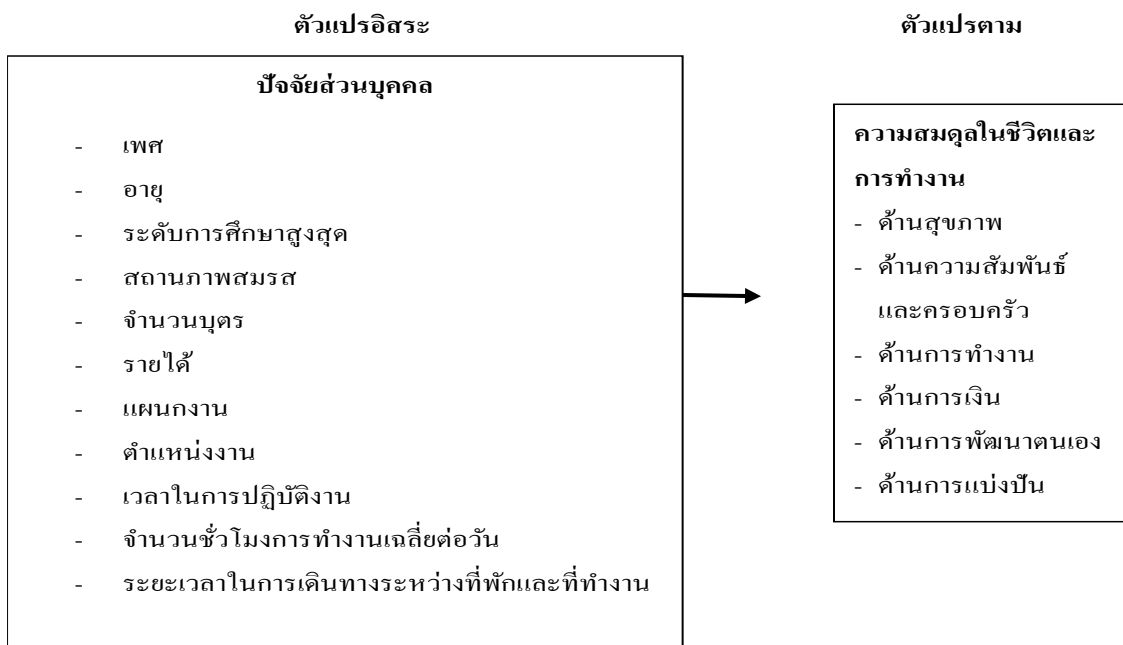 ตัวแปรอิสระ
ตัวแปรตาม
ปัจจัยส่วนบุคคล
- เพศ
- อายุ
- ระดับการศึกษาสูงสุด
- สถานภาพสมรส
- จำนวนบุตร
- รายได้
- แผนกงาน
- ตำแหน่งงาน
- เวลาในการปฏิบัติงาน
- จำนวนชั่วโมงการทำงานเฉลี่ยต่อวัน
- ระยะเวลาในการเดินทางระหว่างที่พักและที่ทำงาน
ความสมดุลในชีวิตและ
การทำงาน
- ด้านสุขภาพ
- ด้านความสัมพันธ์
และครอบครัว
- ด้านการทำงาน
- ด้านการเงิน
- ด้านการพัฒนาตนเอง
- ด้านการแบ่งปัน